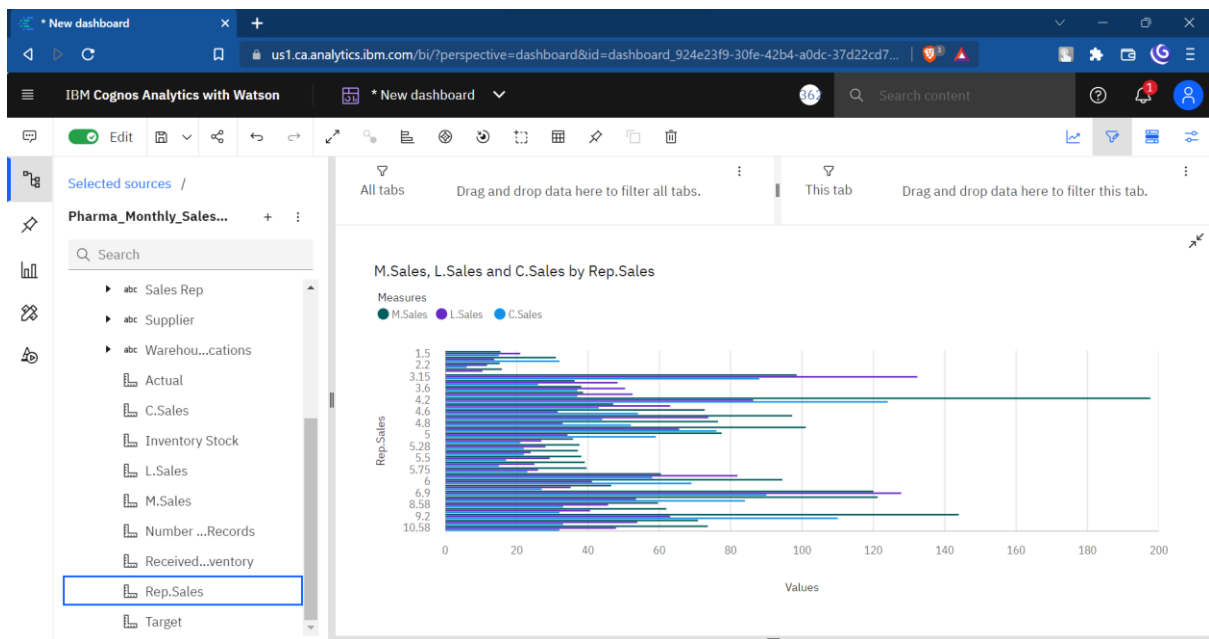 * New dashboard
us1.ca.analytics.ibm.com/bi/?perspective=dashboard&id=dashboard_924e23f9-30fe-42b4-a0dc-37d22cd7...
IBM Cognos Analytics with Watson
* New dashboard
362
Search content
1
Edit
Selected sources /
Pharma_Monthly_Sales...
Search
abc Sales Rep
abc Supplier
abc Warehou...cations
Actual
C.Sales
Inventory Stock
L.Sales
M.Sales
Number ...Records
Received...ventory
Rep.Sales
Target
All tabs
Drag and drop data here to filter all tabs.
This tab
Drag and drop data here to filter this tab.
M.Sales, L.Sales and C.Sales by Rep.Sales
Measures
M.Sales L.Sales C.Sales
Rep.Sales
1.5
2.2
3.15
3.6
4.2
4.6
4.8
5
5.28
5.5
5.75
6
6.9
8.58
9.2
10.58
0 20 40 60 80 100 120 140 160 180 200
Values